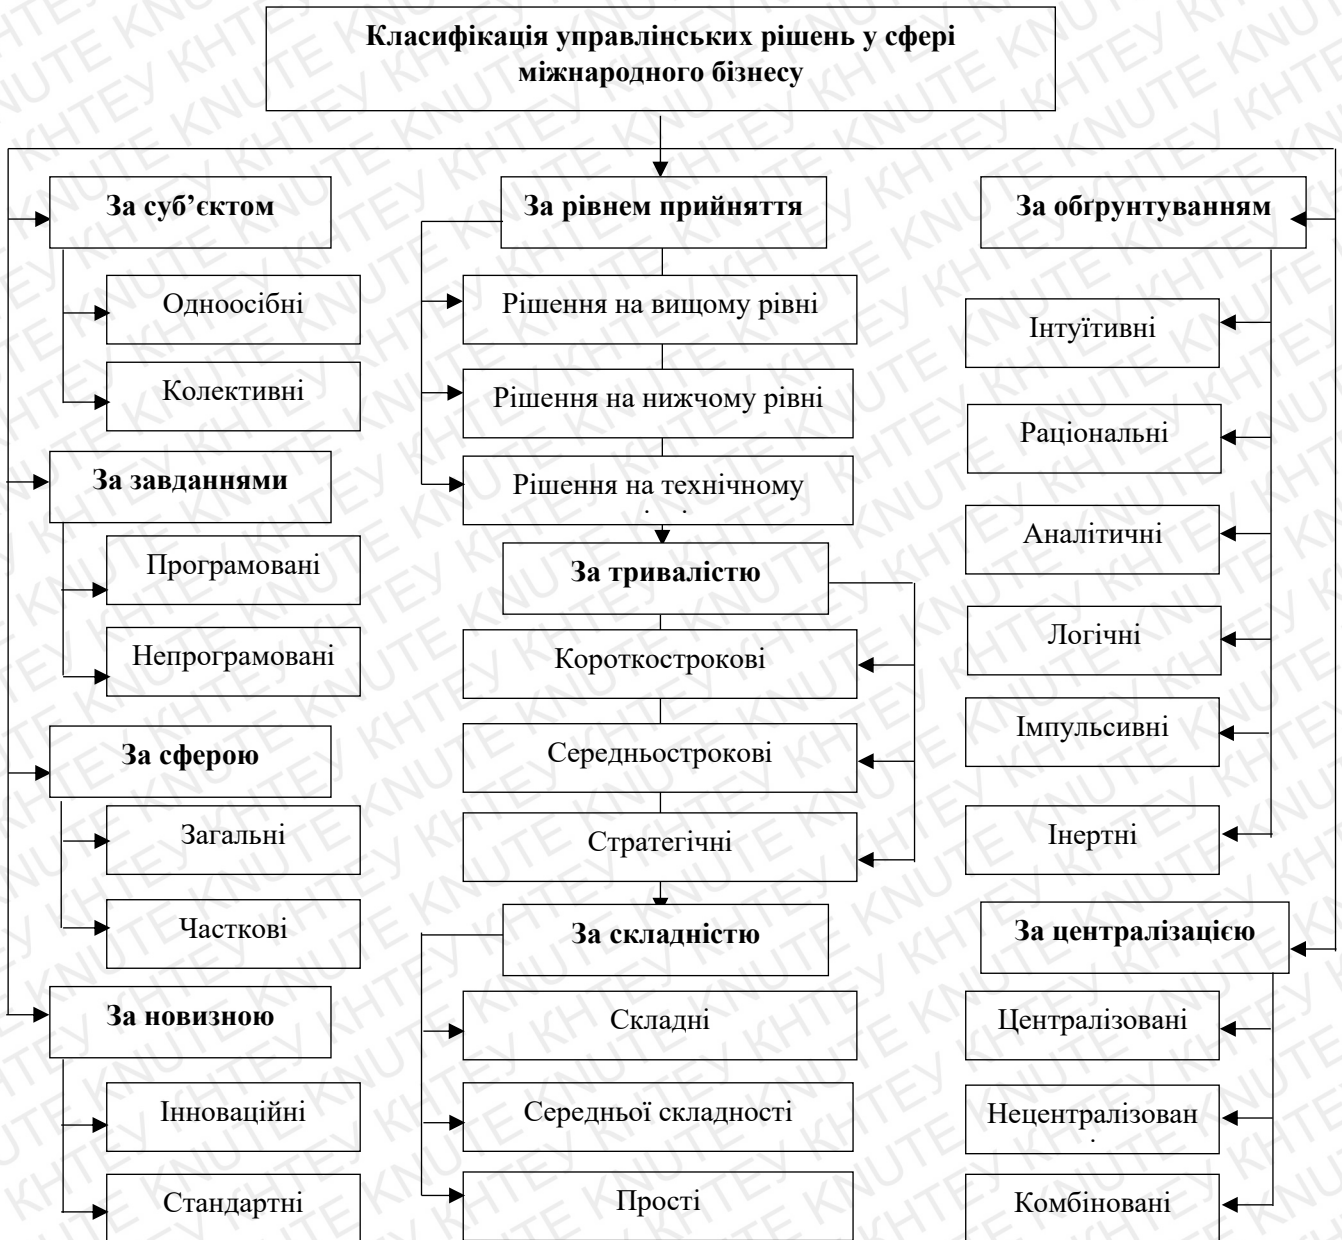 Класифікація управлінських рішень у сфері
міжнародного бізнесу
За суб’єктом
Одноосібні
Колективні
За завданнями
Програмовані
Непрограмовані
За сферою
Загальні
Часткові
За новизною
Інноваційні
Стандартні
За рівнем прийняття
Рішення на вищому рівні
Рішення на нижчому рівні
Рішення на технічному
За тривалістю
Короткострокові
Середньострокові
Стратегічні
За складністю
Складні
Середньої складності
Прості
За обґрунтуванням
Інтуїтивні
Раціональні
Аналітичні
Логічні
Імпульсивні
Інертні
За централізацією
Централізовані
Нецентралізован
Комбіновані